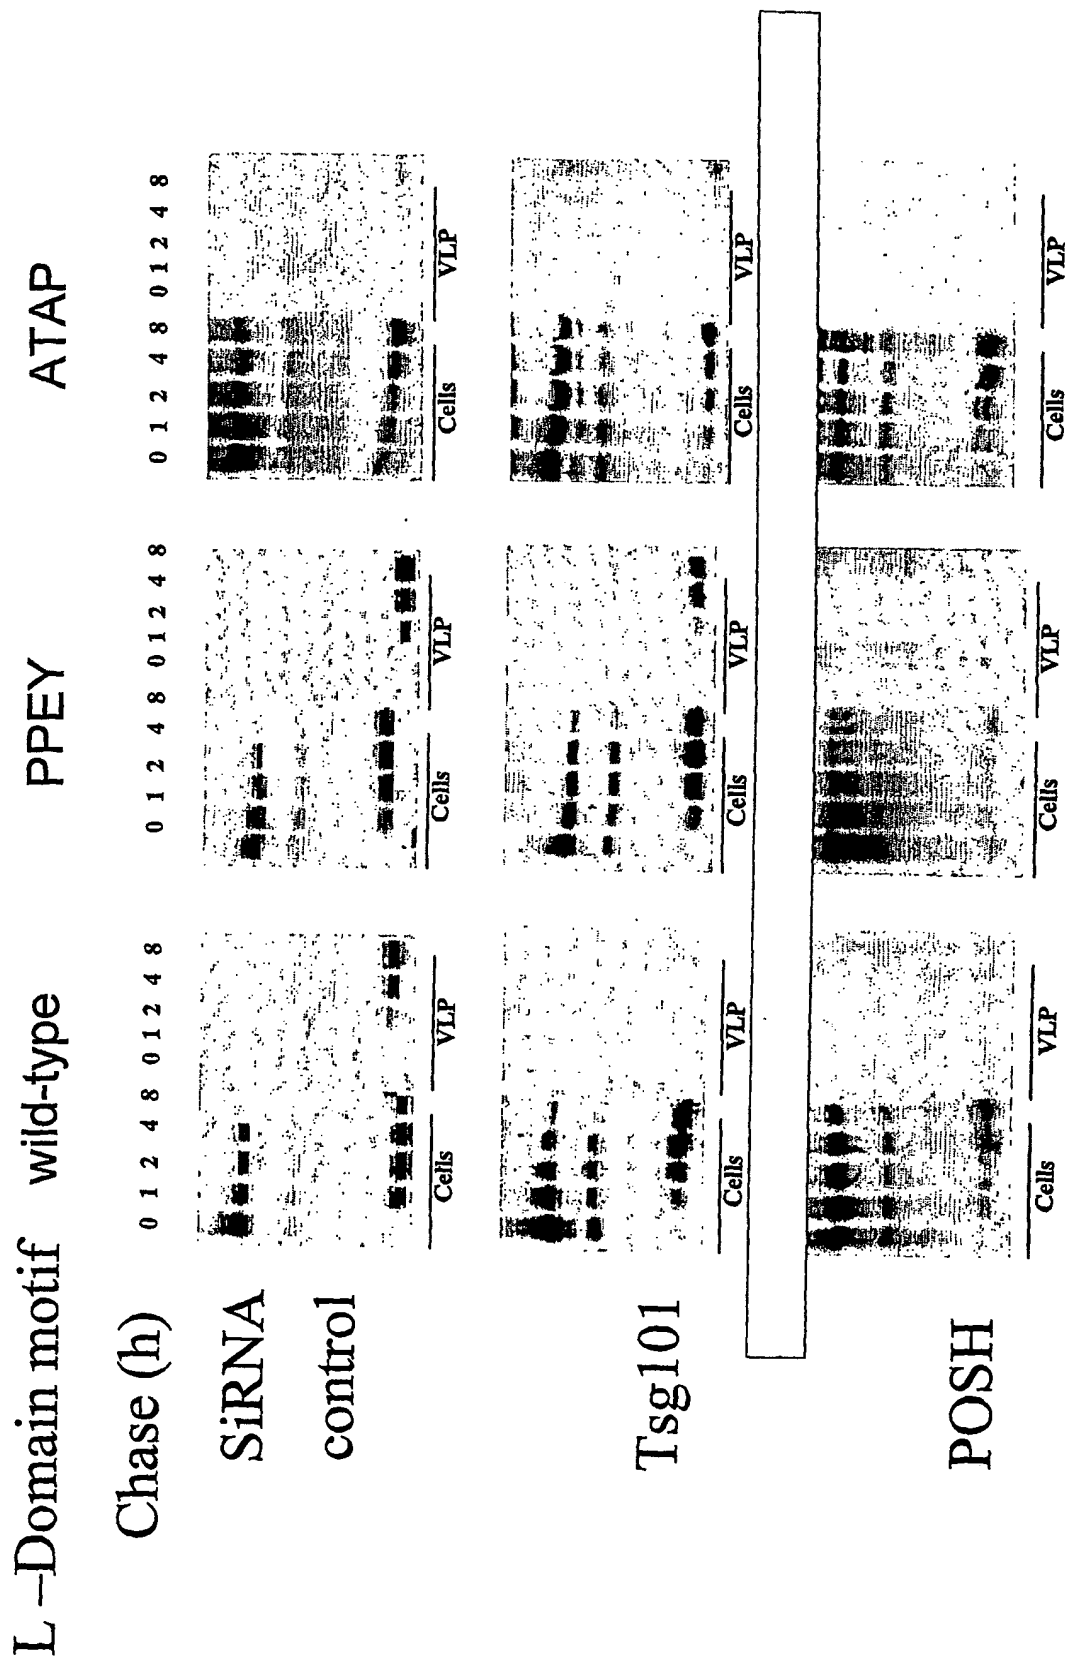 L –Domain motif wild-type PPEY ATAP
Chase (h) 0 1 2 4 8 0 1 2 4 8 0 1 2 4 8 0 1 2 4 8 0 1 2 4 8 0 1 2 4 8
SiRNA
control
Cells VLP Cells VLP Cells VLP
Tsg101
Cells VLP Cells VLP Cells VLP
POSH
Cells VLP Cells VLP Cells VLP